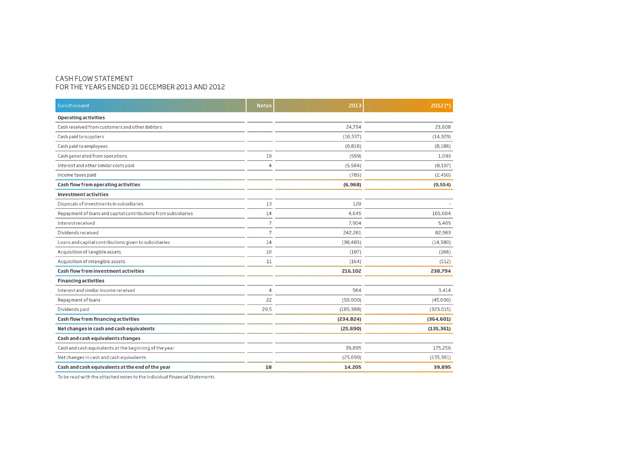 CASH FLOW STATEMENT
FOR THE YEARS ENDED 31 DECEMBER 2013 AND 2012
Euro thousand Notes 2013 2012 (*)
Operating activities
Cash received from customers and other debtors 24,754 23,608
Cash paid to suppliers (16,537) (14,329)
Cash paid to employees (8,816) (8,186)
Cash generated from operations 19 (599) 1,093
Interest and other similar costs paid 4 (5,584) (8,197)
Income taxes paid (785) (2,450)
Cash flow from operating activities (6,968) (9,554)
Investment activities
Disposals of investments in subsidiaries 13 128 -
Repayment of loans and capital contributions from subsidiaries 14 4,645 165,684
Interest received 7 7,904 5,405
Dividends received 7 242,281 82,963
Loans and capital contributions given to subsidiaries 14 (38,485) (14,580)
Acquisition of tangible assets 10 (187) (166)
Acquisition of intangible assets 11 (184) (512)
Cash flow from investment activities 216,102 238,794
Financing activities
Interest and similar income received 4 564 3,414
Repayment of loans 22 (50,000) (45,000)
Dividends paid 20.5 (185,388) (323,015)
Cash flow from financing activities (234,824) (364,601)
Net changes in cash and cash equivalents (25,690) (135,361)
Cash and cash equivalents changes
Cash and cash equivalents at the beginning of the year 39,895 175,256
Net changes in cash and cash equivalents (25,690) (135,361)
Cash and cash equivalents at the end of the year 18 14,205 39,895
To be read with the attached notes to the Individual Financial Statements